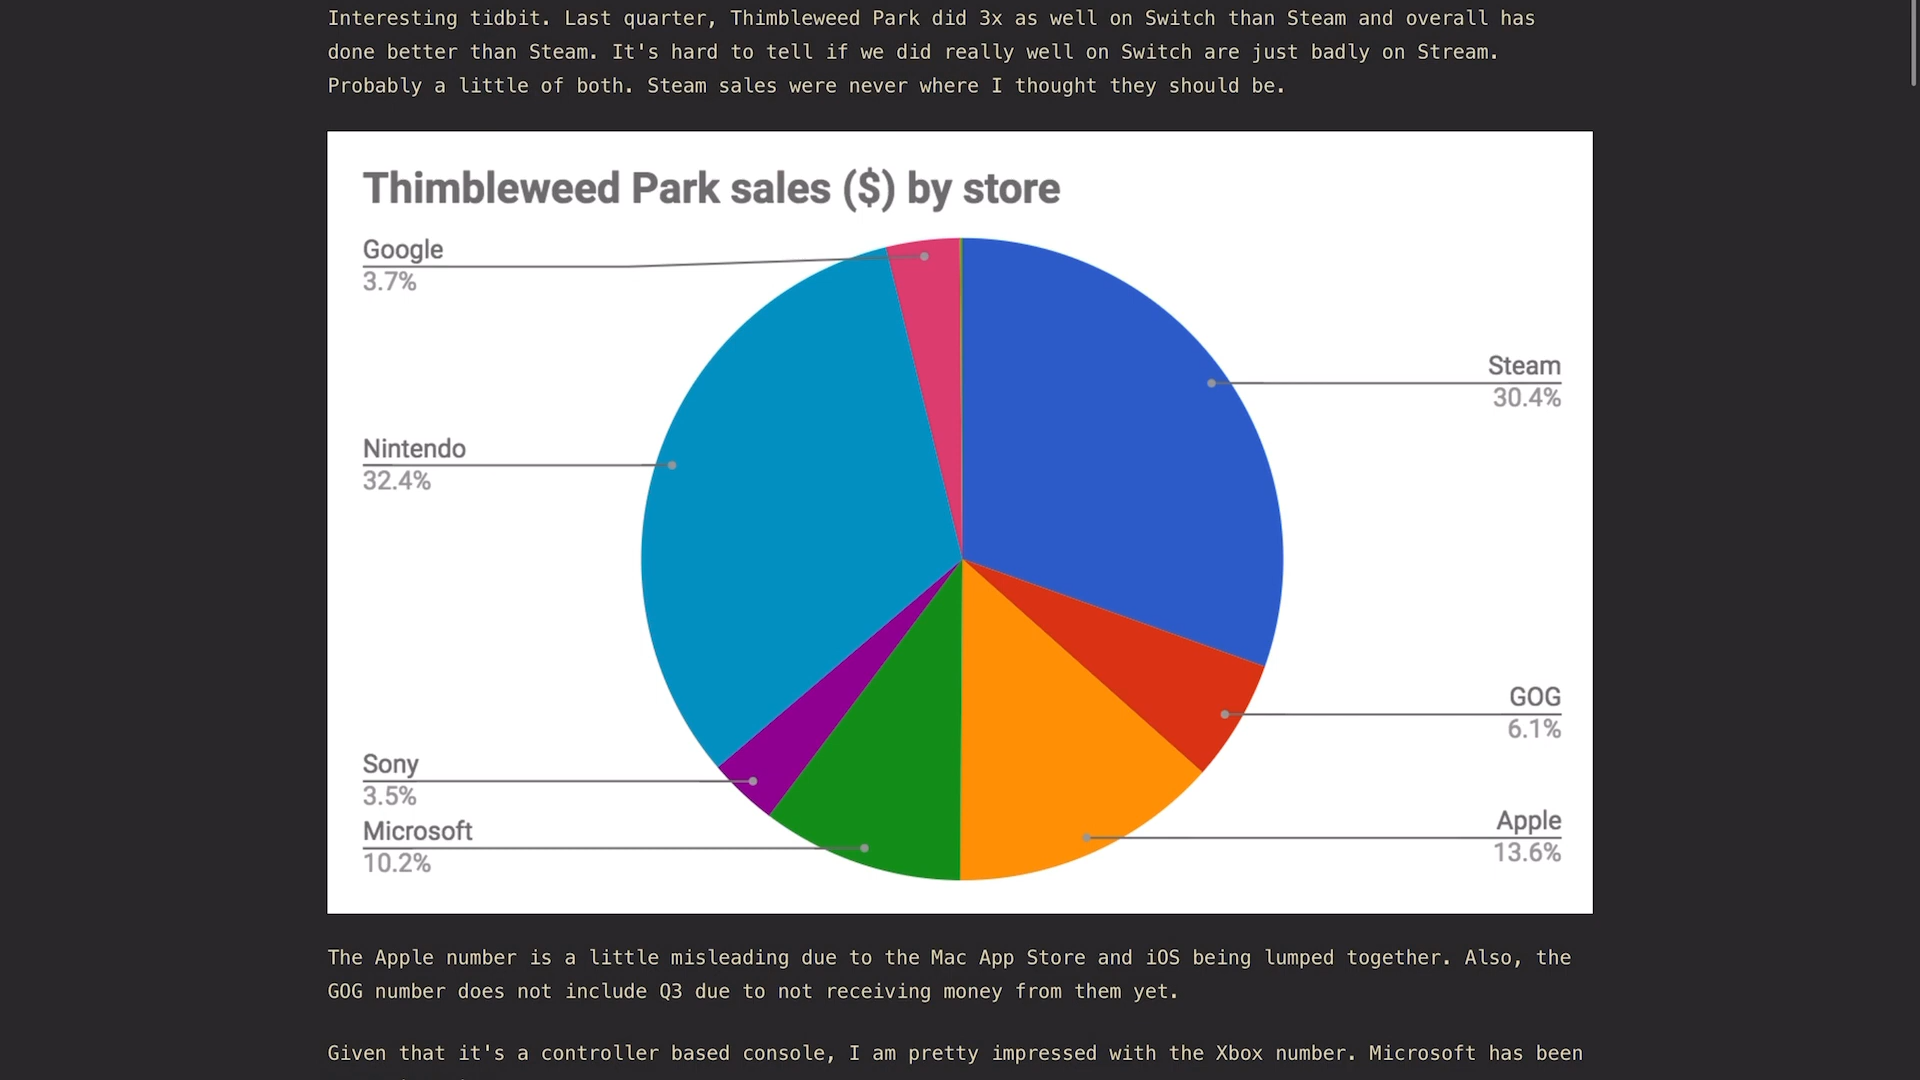 Interesting tidbit. Last quarter, Thimbleweed Park did 3x as well on Switch than Steam and overall has
done better than Steam. It's hard to tell if we did really well on Switch are just badly on Stream.
Probably a little of both. Steam sales were never where I thought they should be.
Thimbleweed Park sales ($) by store
Google
3.7%
Steam
30.4%
Nintendo
32.4%
GOG
6.1%
Sony
3.5%
Apple
13.6%
Microsoft
10.2%
The Apple number is a little misleading due to the Mac App Store and iOS being lumped together. Also, the
GOG number does not include Q3 due to not receiving money from them yet.
Given that it's a controller based console, I am pretty impressed with the Xbox number. Microsoft has been